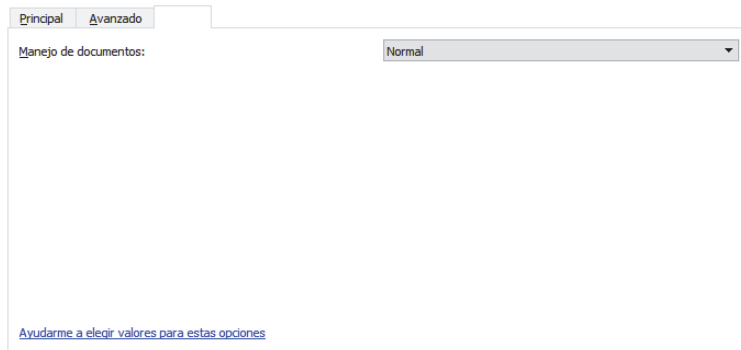 Principal Avanzado
Manejo de documentos: Normal
Ayudarme a elegir valores para estas opciones